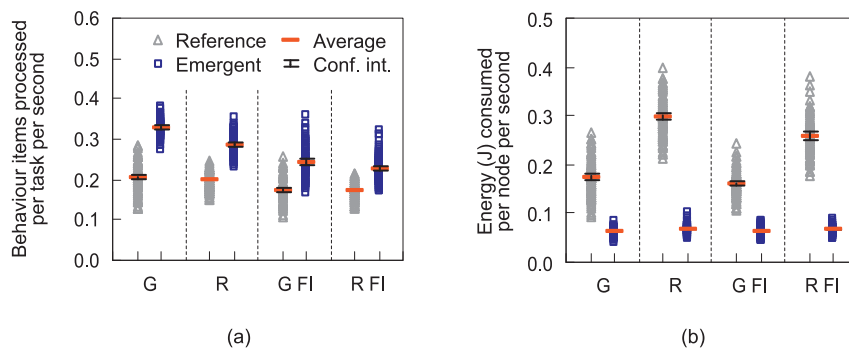 Behaviour items processed
per task per second
0.6
0.5
0.4
0.3
0.2
0.1
0.0
Reference
Average
Emergent
Conf. int.
G
R
G FI
R FI
(a)
Energy (J) consumed
per node per second
0.5
0.4
0.3
0.2
0.1
0.0
G
R
G FI
R FI
(b)